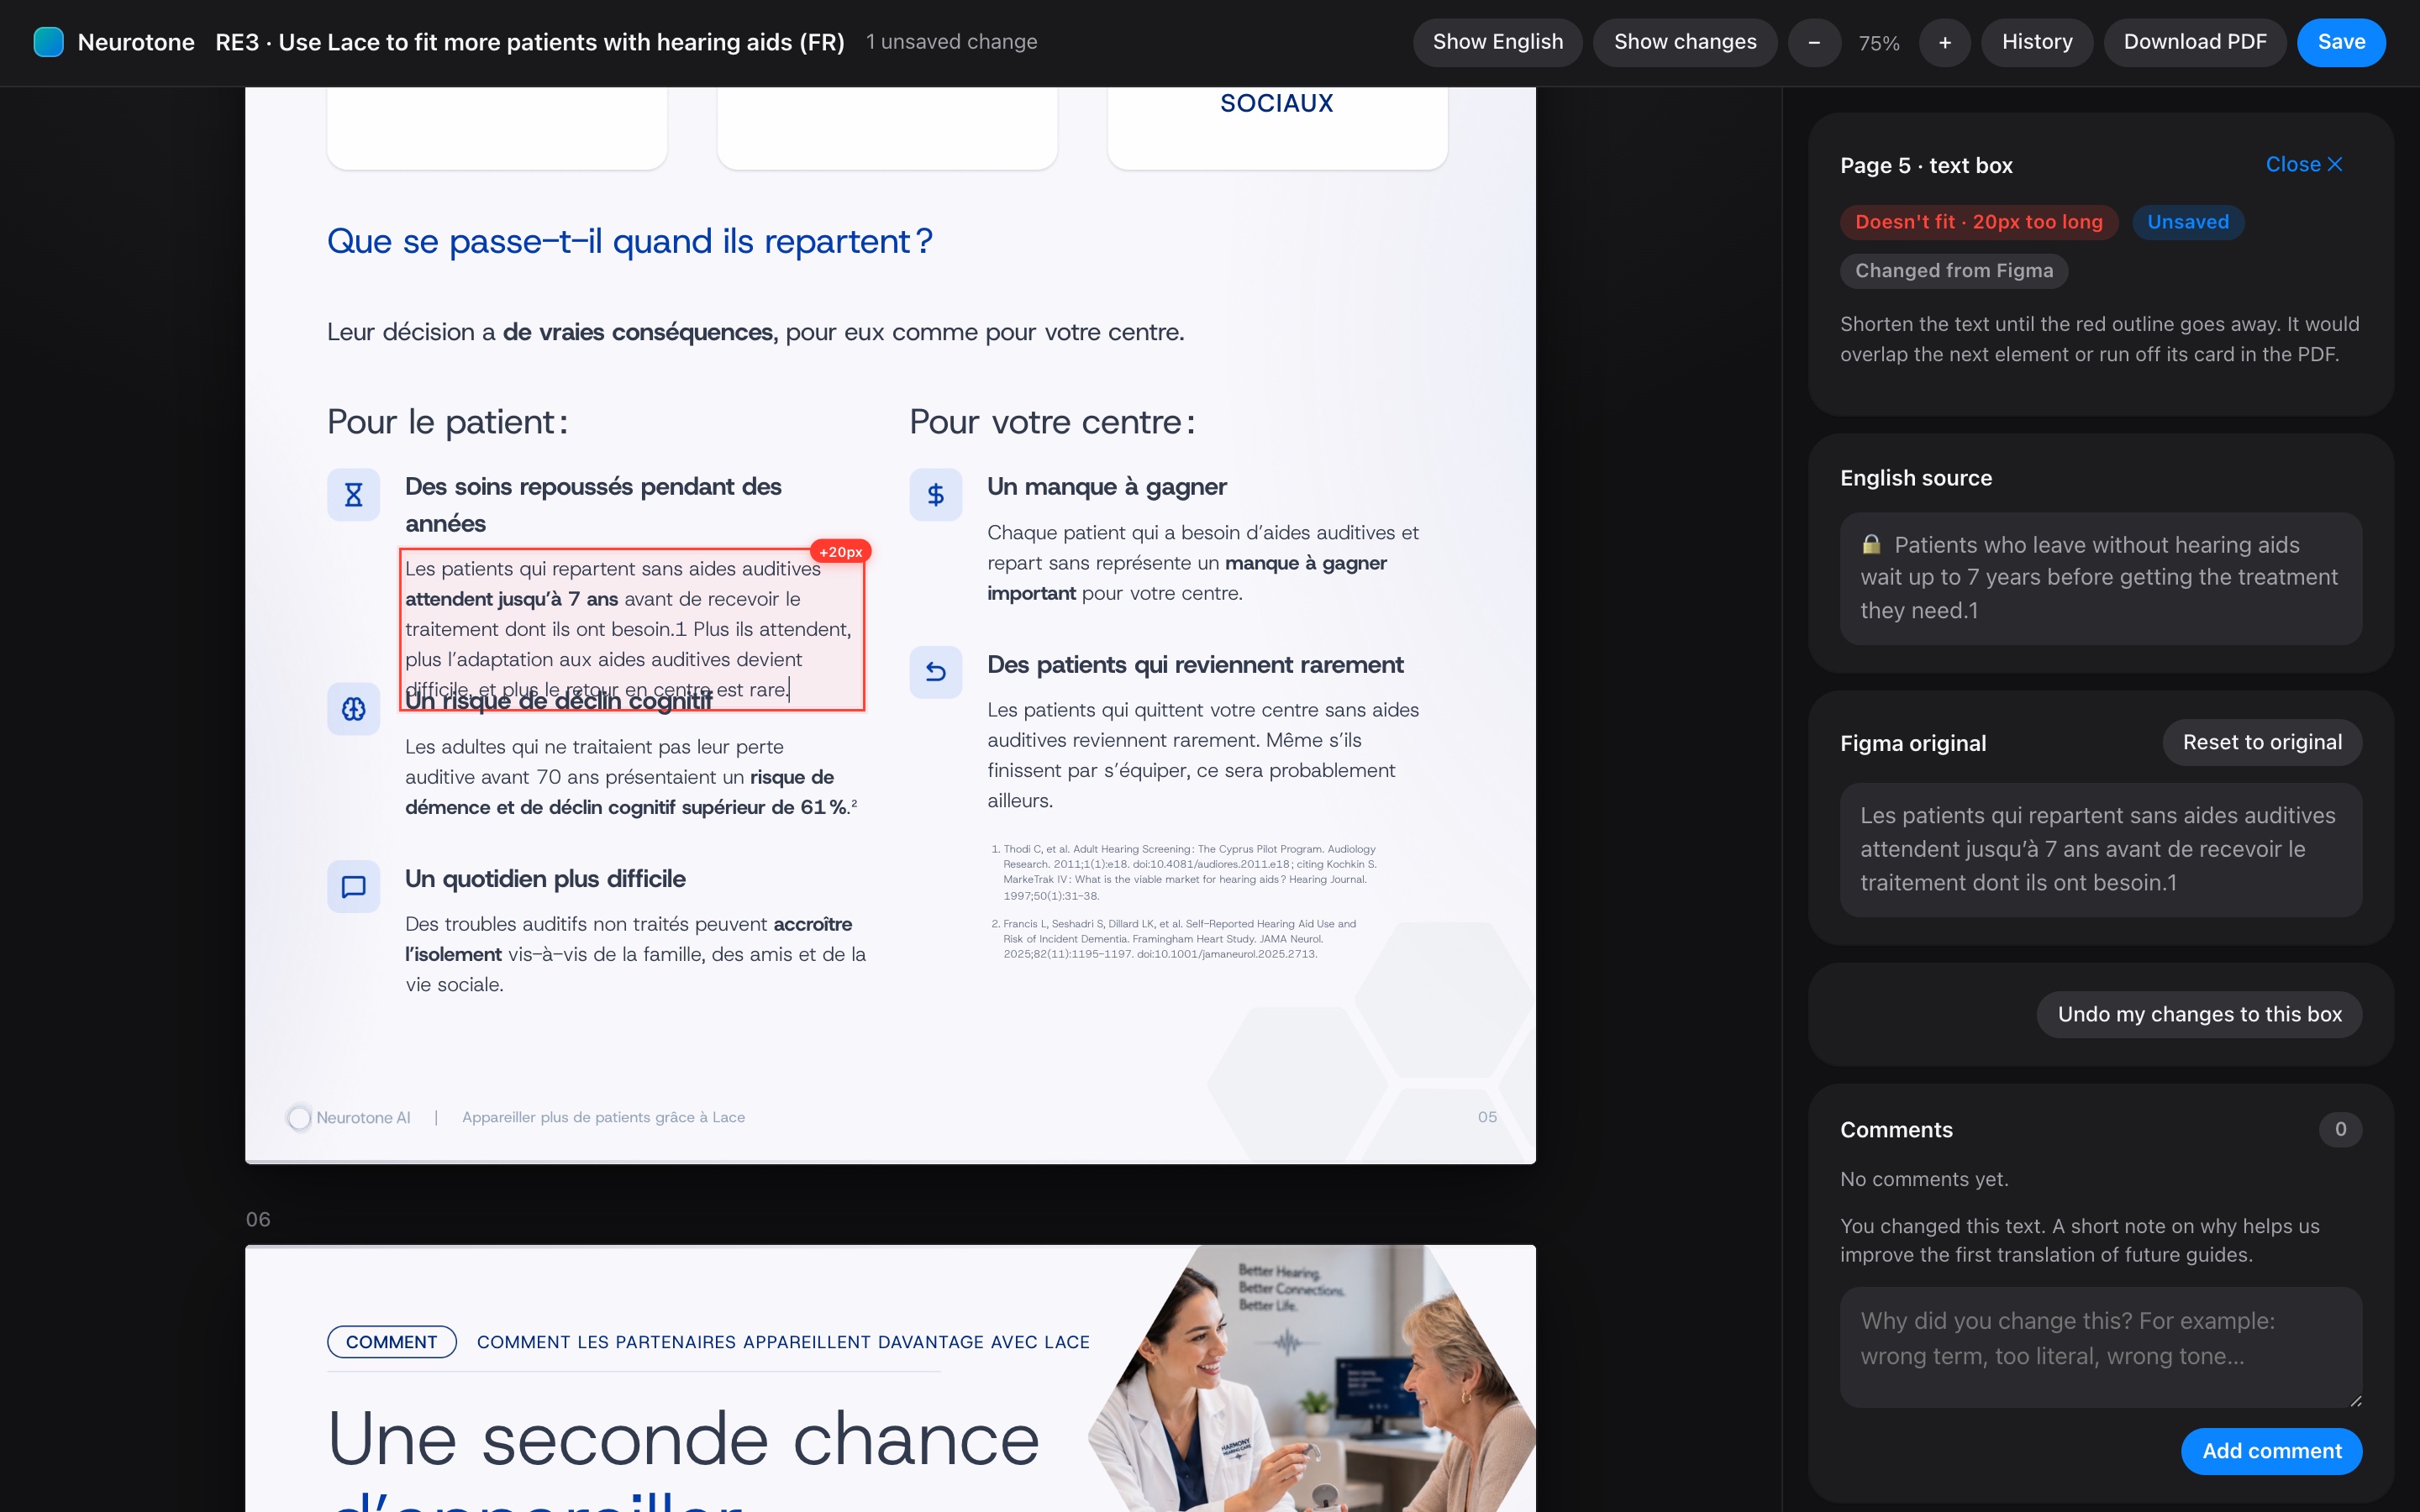 Neurotone RE3 · Use Lace to fit more patients with hearing aids (FR) 1 unsaved change
Show English Show changes − 75% + History Download PDF Save
SOCIAUX
Que se passe-t-il quand ils repartent ?
Leur décision a de vraies conséquences, pour eux comme pour votre centre.
Pour le patient :
Des soins repoussés pendant des
années
+20px
Les patients qui repartent sans aides auditives
attendent jusqu’à 7 ans avant de recevoir le
traitement dont ils ont besoin.1 Plus ils attendent,
plus l’adaptation aux aides auditives devient
difficile, et plus le retour en centre est rare.
Un risque de déclin cognitif
Les adultes qui ne traitaient pas leur perte
auditive avant 70 ans présentaient un risque de
démence et de déclin cognitif supérieur de 61 %.²
Un quotidien plus difficile
Des troubles auditifs non traités peuvent accroître
l’isolement vis-à-vis de la famille, des amis et de la
vie sociale.
Pour votre centre :
Un manque à gagner
Chaque patient qui a besoin d’aides auditives et
repart sans représente un manque à gagner
important pour votre centre.
Des patients qui reviennent rarement
Les patients qui quittent votre centre sans aides
auditives reviennent rarement. Même s’ils
finissent par s’équiper, ce sera probablement
ailleurs.
1. Thodi C, et al. Adult Hearing Screening : The Cyprus Pilot Program. Audiology
Research. 2011;1(1):e18. doi:10.4081/audiores.2011.e18 ; citing Kochkin S.
MarkeTrak IV : What is the viable market for hearing aids ? Hearing Journal.
1997;50(1):31-38.
2. Francis L, Seshadri S, Dillard LK, et al. Self-Reported Hearing Aid Use and
Risk of Incident Dementia. Framingham Heart Study. JAMA Neurol.
2025;82(11):1195-1197. doi:10.1001/jamaneurol.2025.2713.
Neurotone AI | Appareiller plus de patients grâce à Lace 05
06
COMMENT COMMENT LES PARTENAIRES APPAREILLENT DAVANTAGE AVEC LACE
Une seconde chance
d’appareiller
Better Hearing.
Better Connections.
Better Life.
HARMONY
HEARING CARE
Page 5 · text box Close ×
Doesn't fit · 20px too long Unsaved
Changed from Figma
Shorten the text until the red outline goes away. It would
overlap the next element or run off its card in the PDF.
English source
🔒 Patients who leave without hearing aids
wait up to 7 years before getting the treatment
they need.1
Figma original Reset to original
Les patients qui repartent sans aides auditives
attendent jusqu’à 7 ans avant de recevoir le
traitement dont ils ont besoin.1
Undo my changes to this box
Comments 0
No comments yet.
You changed this text. A short note on why helps us
improve the first translation of future guides.
Why did you change this? For example:
wrong term, too literal, wrong tone...
Add comment